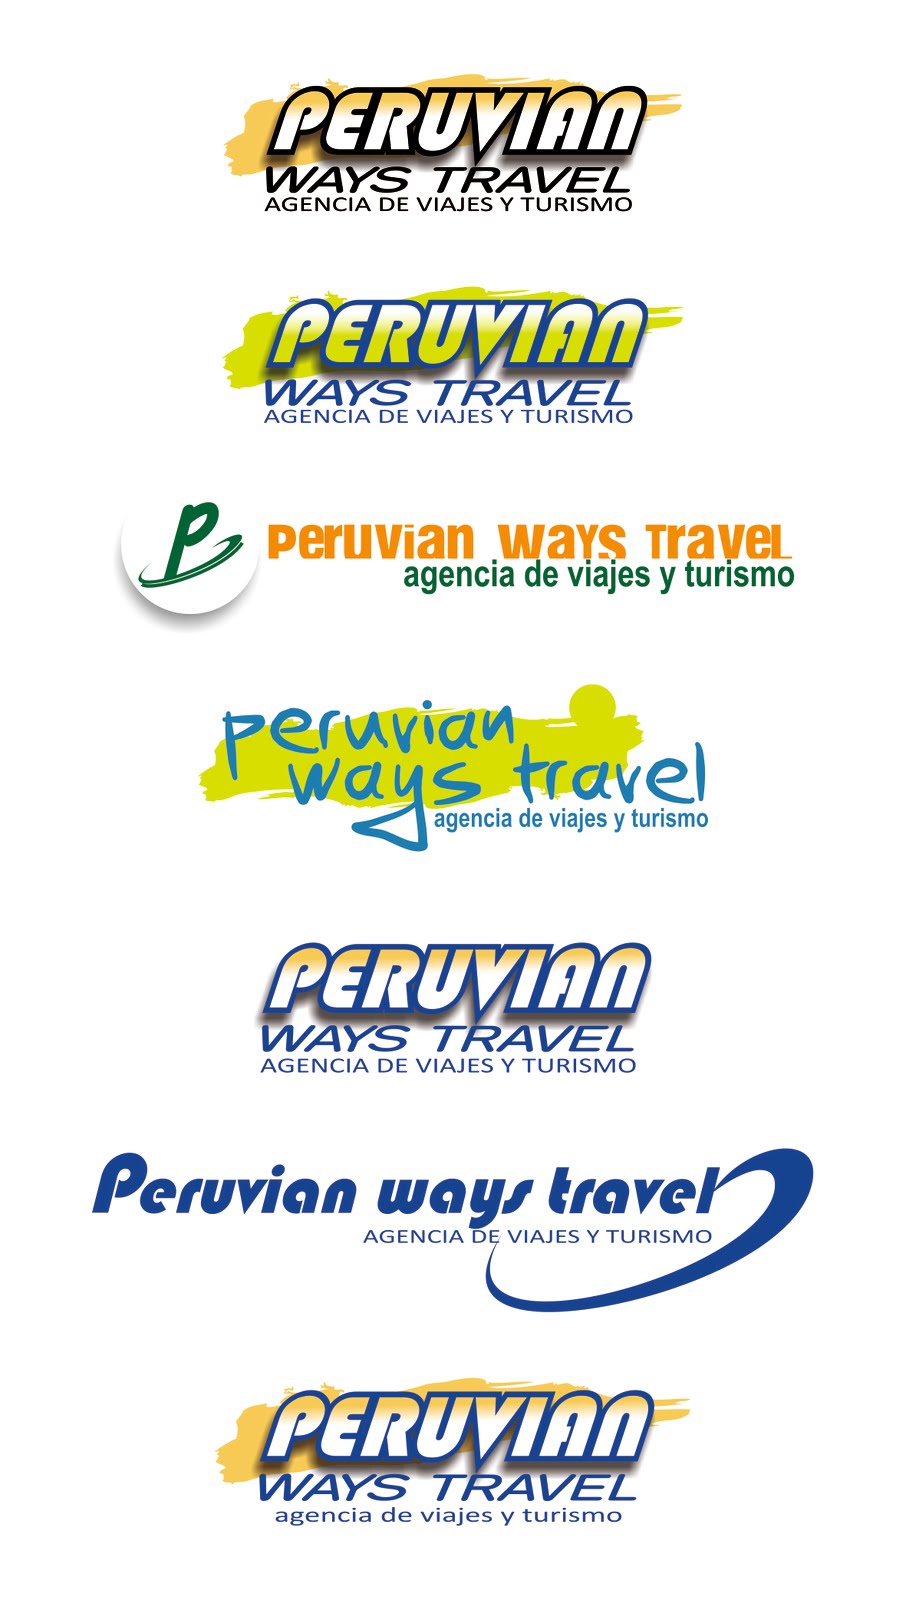 PERUVIAN
WAYS TRAVEL
AGENCIA DE VIAJES Y TURISMO
PERUVIAN
WAYS TRAVEL
AGENCIA DE VIAJES Y TURISMO
P
Peruvian Ways Travel
agencia de viajes y turismo
peruvian
ways travel
agencia de viajes y turismo
PERUVIAN
WAYS TRAVEL
AGENCIA DE VIAJES Y TURISMO
Peruvian ways travel
AGENCIA DE VIAJES Y TURISMO
PERUVIAN
WAYS TRAVEL
agencia de viajes y turismo